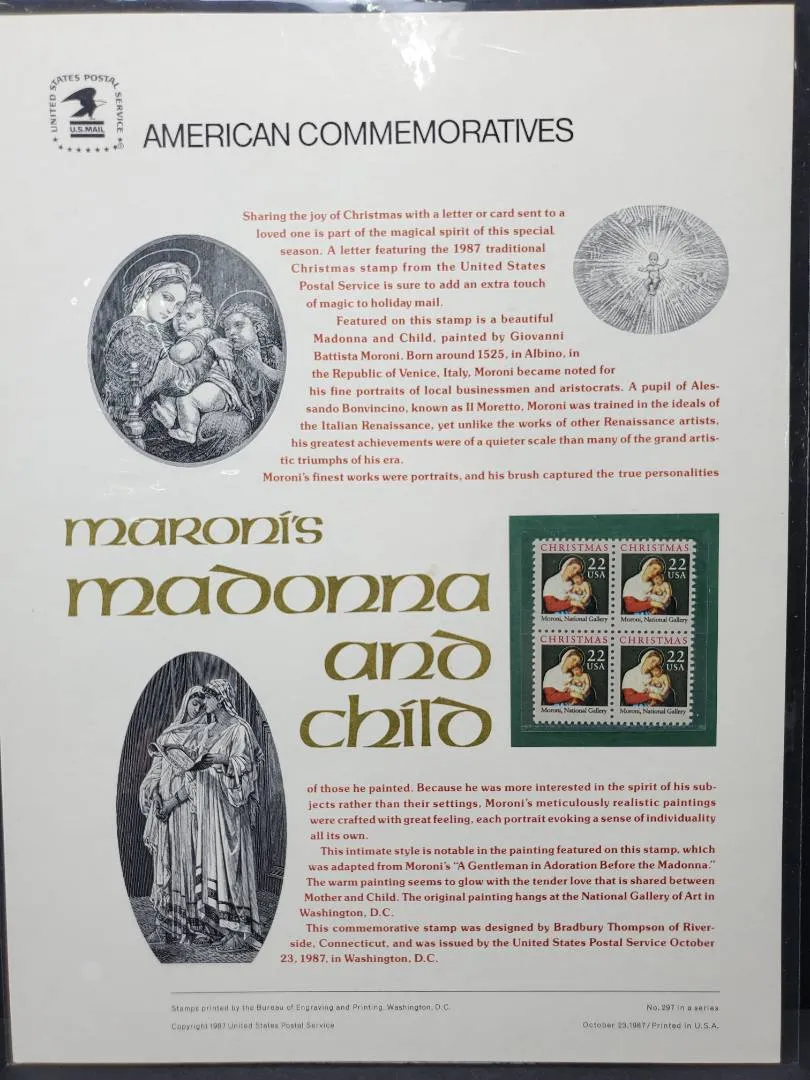 UNITED STATES POSTAL SERVICE
U.S.MAIL
AMERICAN COMMEMORATIVES
Sharing the joy of Christmas with a letter or card sent to a
loved one is part of the magical spirit of this special
season. A letter featuring the 1987 traditional
Christmas stamp from the United States
Postal Service is sure to add an extra touch
of magic to holiday mail.
Featured on this stamp is a beautiful
Madonna and Child, painted by Giovanni
Battista Moroni. Born around 1525, in Albino, in
the Republic of Venice, Italy, Moroni became noted for
his fine portraits of local businessmen and aristocrats. A pupil of Ales-
sando Bonvincino, known as Il Moretto, Moroni was trained in the ideals of
the Italian Renaissance, yet unlike the works of other Renaissance artists,
his greatest achievements were of a quieter scale than many of the grand artis-
tic triumphs of his era.
Moroni's finest works were portraits, and his brush captured the true personalities
maroni's
madonna
and
child
CHRISTMAS CHRISTMAS
22 22
USA USA
Moroni, National Gallery Moroni, National Gallery
CHRISTMAS CHRISTMAS
22 22
USA USA
Moroni, National Gallery Moroni, National Gallery
of those he painted. Because he was more interested in the spirit of his sub-
jects rather than their settings, Moroni's meticulously realistic paintings
were crafted with great feeling, each portrait evoking a sense of individuality
all its own.
This intimate style is notable in the painting featured on this stamp, which
was adapted from Moroni's "A Gentleman in Adoration Before the Madonna."
The warm painting seems to glow with the tender love that is shared between
Mother and Child. The original painting hangs at the National Gallery of Art in
Washington, D.C.
This commemorative stamp was designed by Bradbury Thompson of River-
side, Connecticut, and was issued by the United States Postal Service October
23, 1987, in Washington, D.C.
Stamps printed by the Bureau of Engraving and Printing, Washington, D.C.
No. 297 in a series
Copyright 1987 United States Postal Service
October 23,1987/Printed in U.S.A.